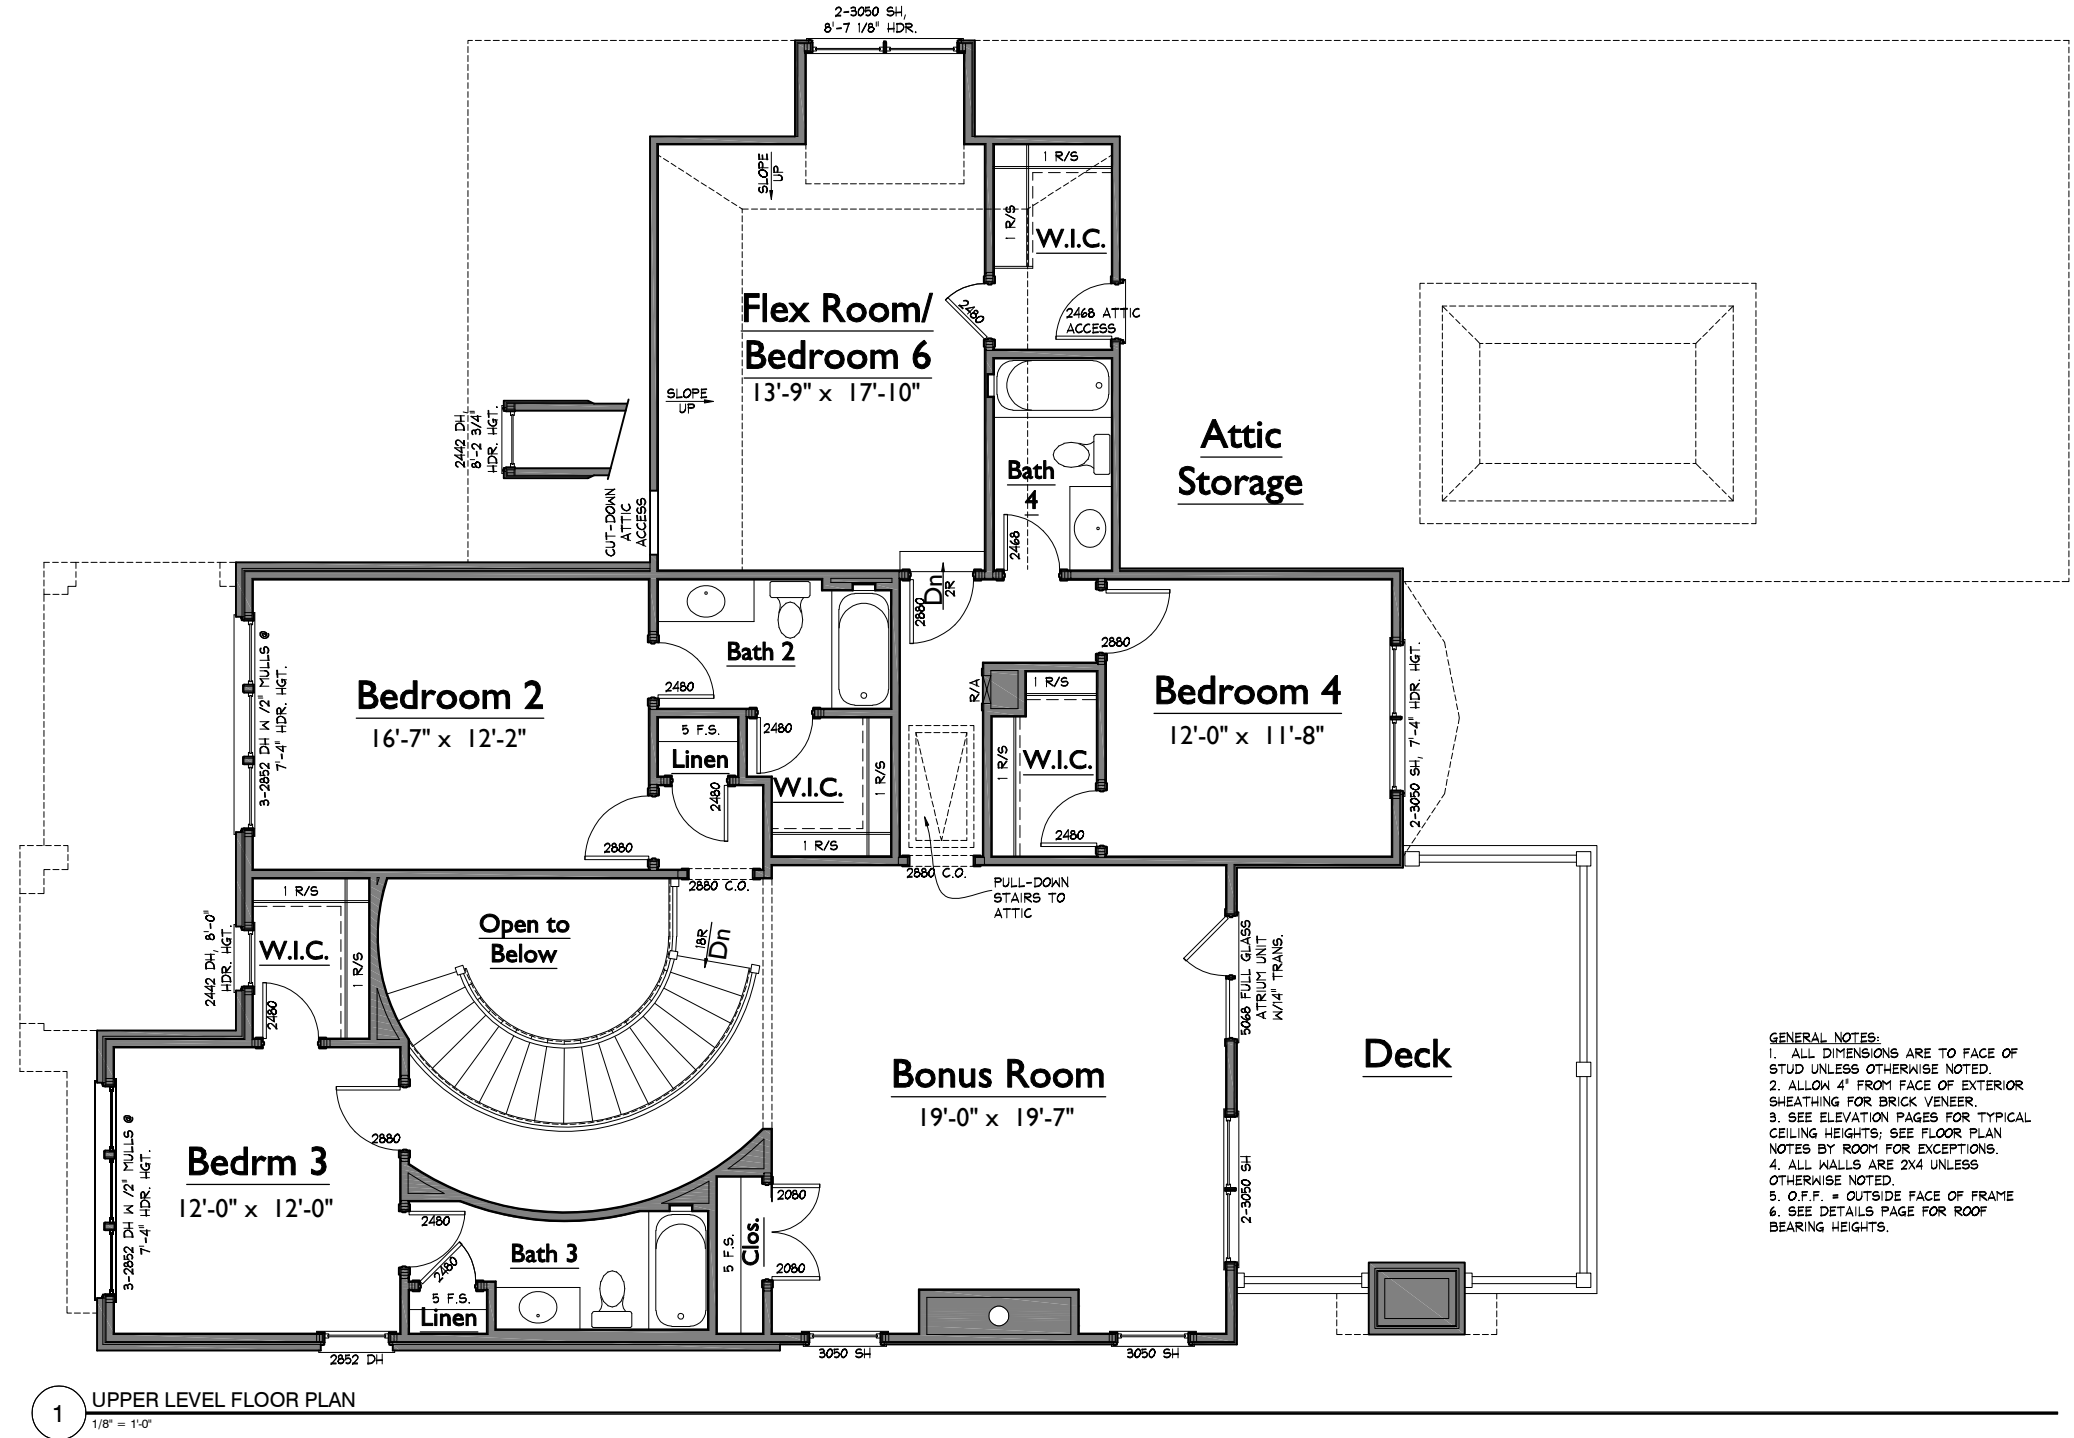 2-3050 SH,
8'-7 1/8" HDR.
SLOPE
UP
1 R/S
1 R/S
W.I.C.
Flex Room/
Bedroom 6
13'-9" x 17'-10"
2480
2468 ATTIC
ACCESS
SLOPE
UP
2442 DH,
8'-2 3/4"
HDR. HGT.
CUT-DOWN
ATTIC
ACCESS
Bath
4
2468
Attic
Storage
Dn
2R
2880
2880
Bath 2
2480
3-2852 DH W /2" MULLS @
7'-4" HDR. HGT.
Bedroom 2
16'-7" x 12'-2"
5 F.S.
Linen
2480
2480
W.I.C.
1 R/S
1 R/S
2880
2880 C.O.
R/A
1 R/S
1 R/S
W.I.C.
2480
Bedroom 4
12'-0" x 11'-8"
2-3050 SH, 7'-4" HDR. HGT.
2880 C.O.
PULL-DOWN
STAIRS TO
ATTIC
2442 DH, 8'-0"
HDR. HGT.
1 R/S
W.I.C.
1 R/S
2480
Open to
Below
18R
Dn
5068 FULL GLASS
ATRIUM UNIT
W/14" TRANS.
Bonus Room
19'-0" x 19'-7"
Deck
GENERAL NOTES:
1. ALL DIMENSIONS ARE TO FACE OF
STUD UNLESS OTHERWISE NOTED.
2. ALLOW 4" FROM FACE OF EXTERIOR
SHEATHING FOR BRICK VENEER.
3. SEE ELEVATION PAGES FOR TYPICAL
CEILING HEIGHTS; SEE FLOOR PLAN
NOTES BY ROOM FOR EXCEPTIONS.
4. ALL WALLS ARE 2X4 UNLESS
OTHERWISE NOTED.
5. O.F.F. = OUTSIDE FACE OF FRAME
6. SEE DETAILS PAGE FOR ROOF
BEARING HEIGHTS.
3-2852 DH W /2" MULLS @
7'-4" HDR. HGT.
Bedrm 3
12'-0" x 12'-0"
2880
2480
2480
Bath 3
5 F.S.
Linen
5 F.S.
Clos.
2080
2080
2-3050 SH
2852 DH
3050 SH
3050 SH
1
UPPER LEVEL FLOOR PLAN
1/8" = 1'-0"